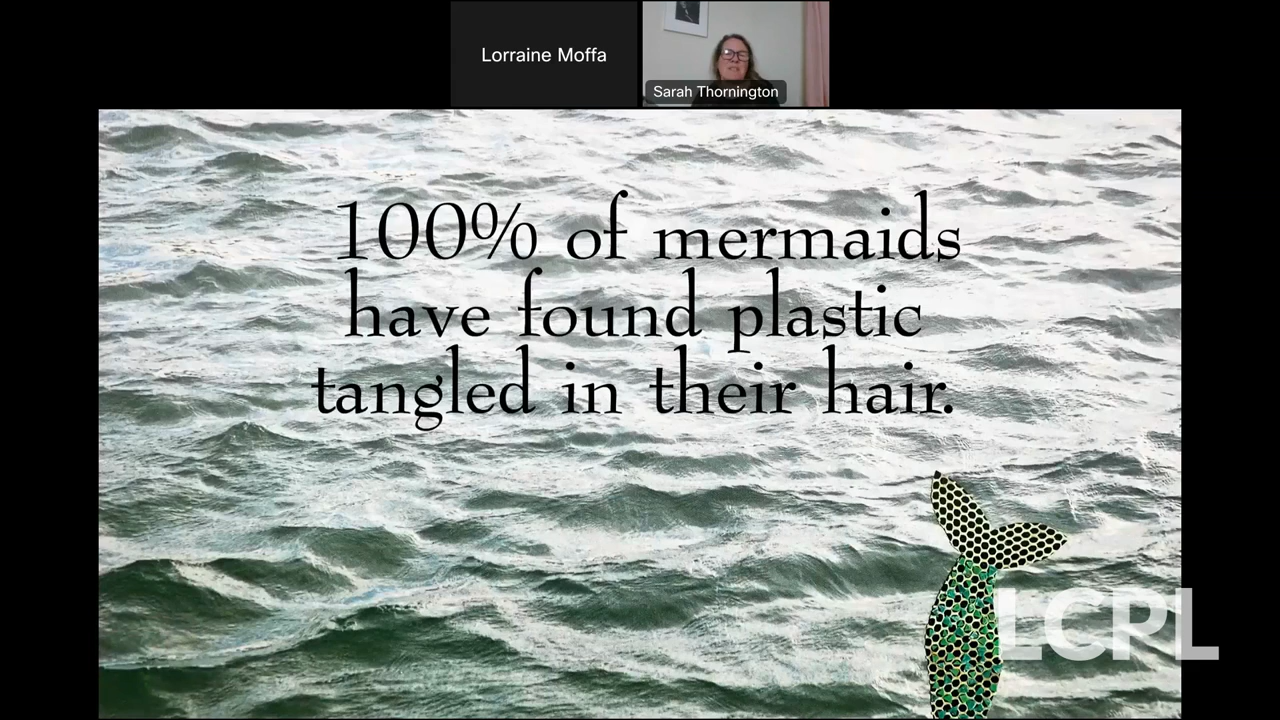 Lorraine Moffa
Sarah Thornington
100% of mermaids
have found plastic
tangled in their hair.
LCPL